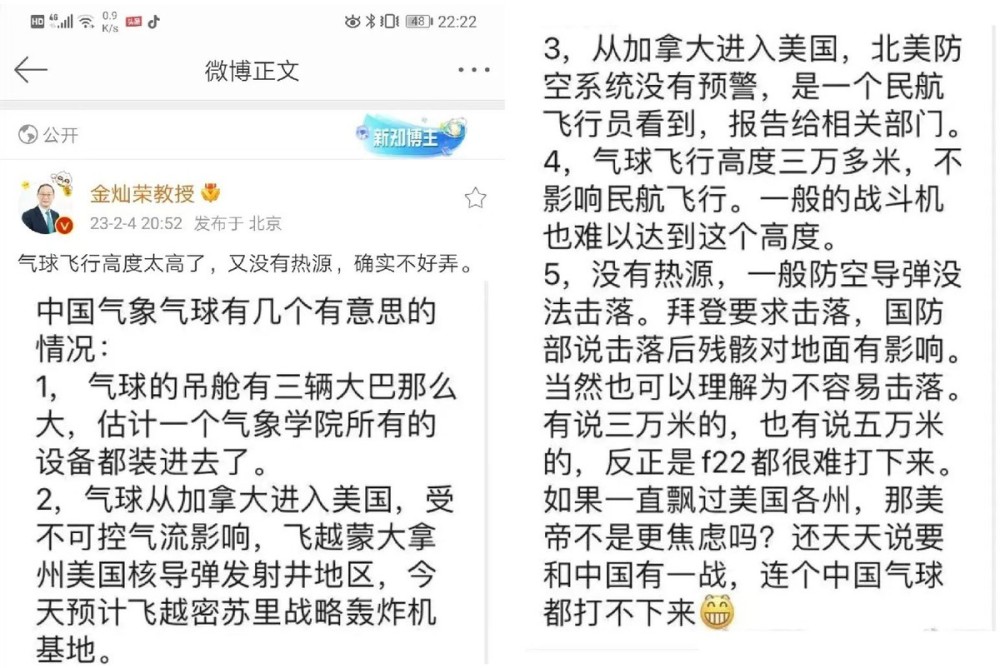 HD 4G 0.9 K/s 头条 48 22:22
微博正文
公开
新知博主
金灿荣教授
23-2-4 20:52 发布于 北京
气球飞行高度太高了，又没有热源，确实不好弄。
中国气象气球有几个有意思的
情况：
1， 气球的吊舱有三辆大巴那么
大，估计一个气象学院所有的
设备都装进去了。
2，气球从加拿大进入美国，受
不可控气流影响，飞越蒙大拿
州美国核导弹发射井地区，今
天预计飞越密苏里战略轰炸机
基地。
3，从加拿大进入美国，北美防
空系统没有预警，是一个民航
飞行员看到，报告给相关部门。
4，气球飞行高度三万多米，不
影响民航飞行。一般的战斗机
也难以达到这个高度。
5，没有热源，一般防空导弹没
法击落。拜登要求击落，国防
部说击落后残骸对地面有影响。
当然也可以理解为不容易击落。
有说三万米的，也有说五万米
的，反正是f22都很难打下来。
如果一直飘过美国各州，那美
帝不是更焦虑吗？还天天说要
和中国有一战，连个中国气球
都打不下来😁